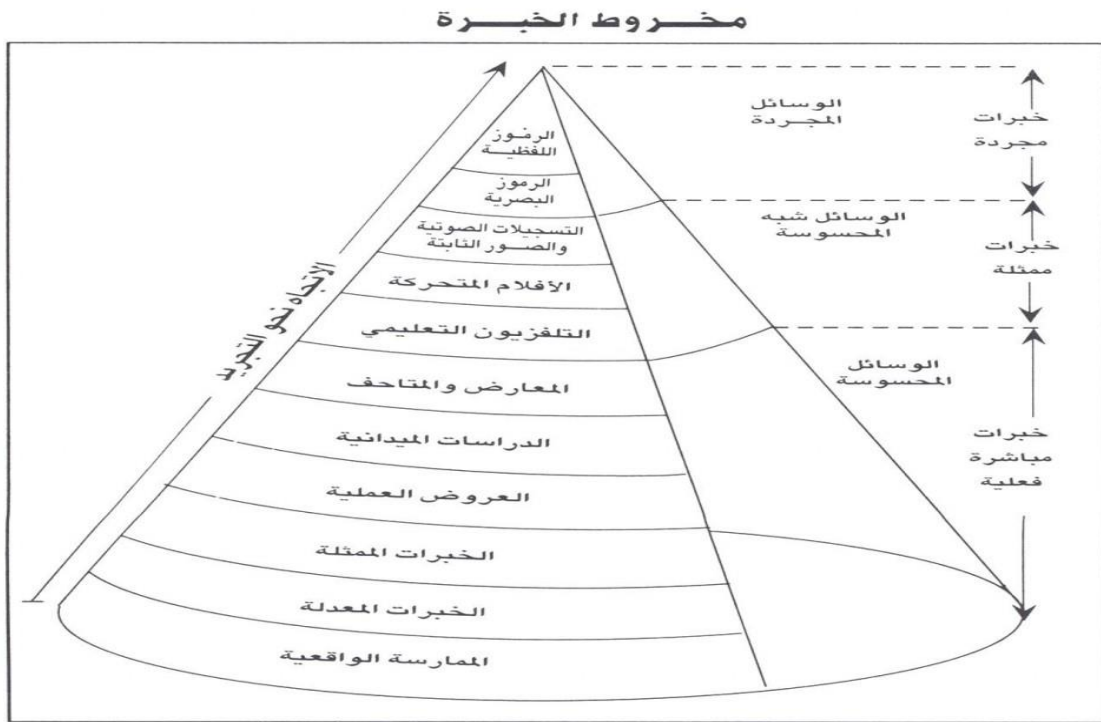 مخروط الخبرة
الوسائل
المجردة
خبرات
مجردة
الرموز
اللفظية
الرموز
البصرية
الوسائل شبه
المحسوسة
خبرات
ممثلة
التسجيلات الصوتية
والصور الثابتة
الأفلام المتحركة
التلفزيون التعليمي
الاتجاه نحو التجريد
الوسائل
المحسوسة
المعارض والمتاحف
الدراسات الميدانية
خبرات
مباشرة
فعلية
العروض العملية
الخبرات الممثلة
الخبرات المعدلة
الممارسة الواقعية